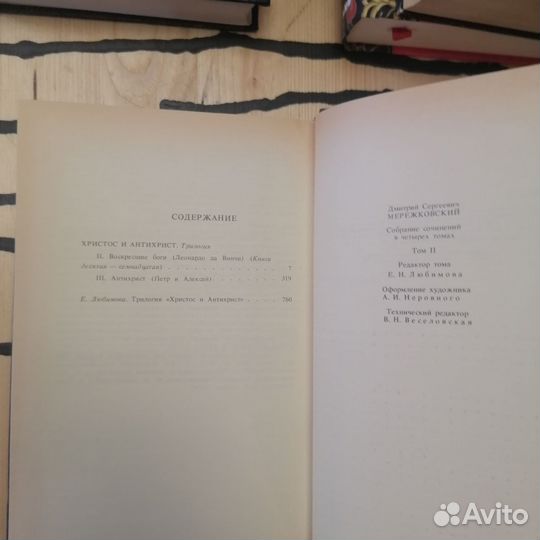 СОДЕРЖАНИЕ
ХРИСТОС И АНТИХРИСТ. Трилогия
II. Воскресшие боги (Леонардо да Винчи) (Книги
десятая — семнадцатая) . . . . . . . . 7
III. Антихрист (Петр и Алексей) . . . . . 319
Е. Любимова. Трилогия «Христос и Антихрист» . . . . . 760
Дмитрий Сергеевич
МЕРЕЖКОВСКИЙ
Собрание сочинений
в четырех томах
Том II
Редактор тома
Е. Н. Любимова
Оформление художника
А. И. Неровного
Технический редактор
В. Н. Веселовская
Avito